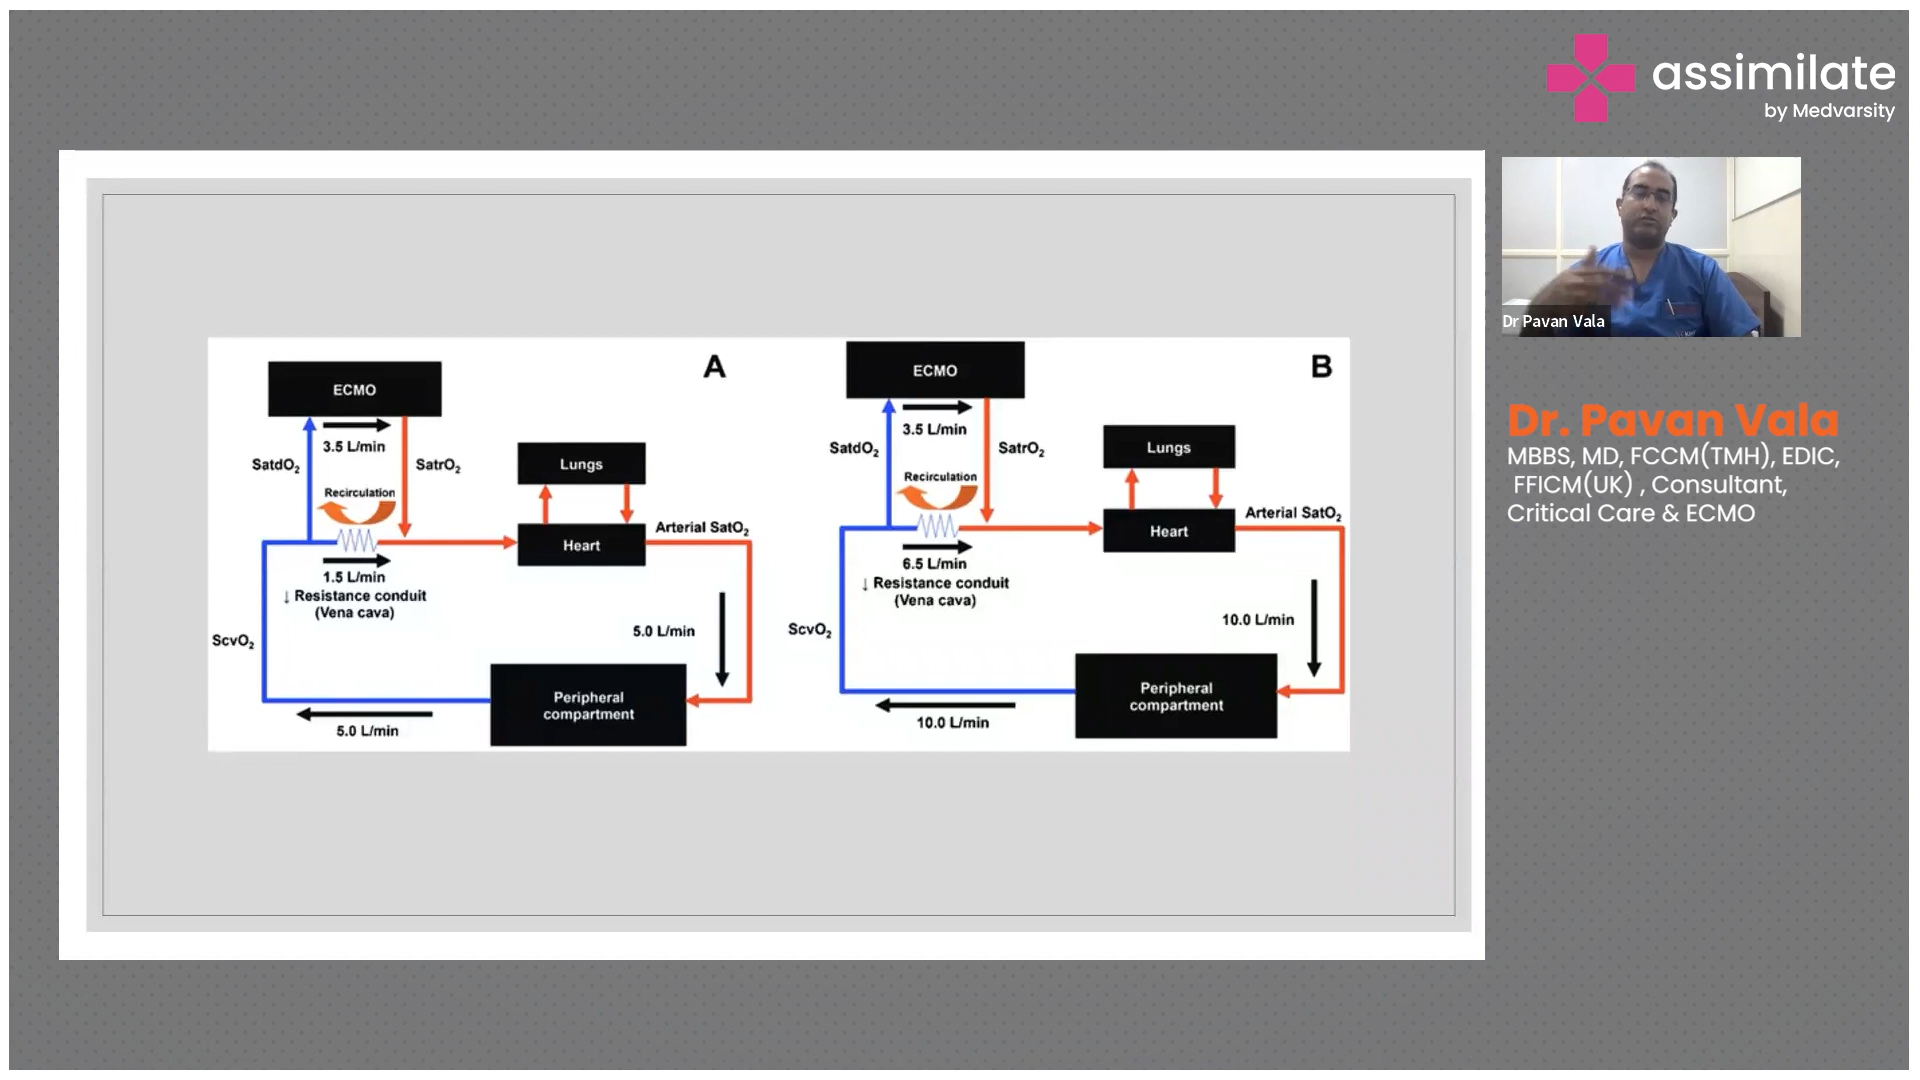 assimilate
by Medvarsity
Dr Pavan Vala
Dr. Pavan Vala
MBBS, MD, FCCM(TMH), EDIC,
FFICM(UK) , Consultant,
Critical Care & ECMO
A
ECMO
3.5 L/min
SatdO2
SatrO2
Recirculation
Lungs
Heart
Arterial SatO2
1.5 L/min
↓ Resistance conduit
(Vena cava)
ScvO2
5.0 L/min
Peripheral
compartment
5.0 L/min
B
ECMO
3.5 L/min
SatdO2
SatrO2
Recirculation
Lungs
Heart
Arterial SatO2
6.5 L/min
↓ Resistance conduit
(Vena cava)
ScvO2
10.0 L/min
Peripheral
compartment
10.0 L/min